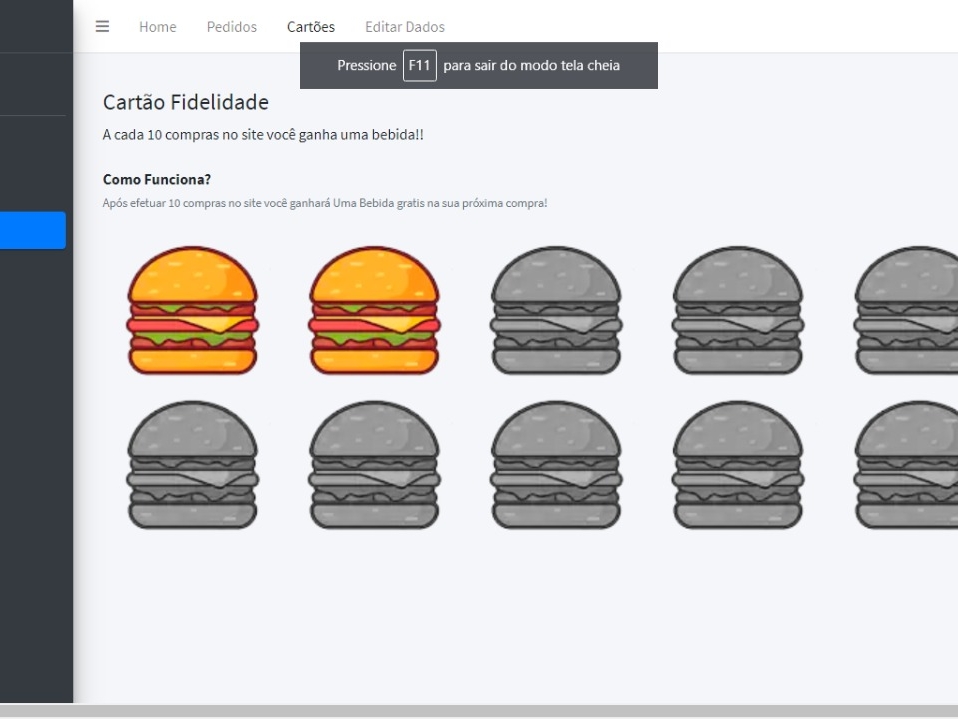 Home Pedidos Cartões Editar Dados
Pressione F11 para sair do modo tela cheia
Cartão Fidelidade
A cada 10 compras no site você ganha uma bebida!!
Como Funciona?
Após efetuar 10 compras no site você ganhará Uma Bebida gratis na sua próxima compra!